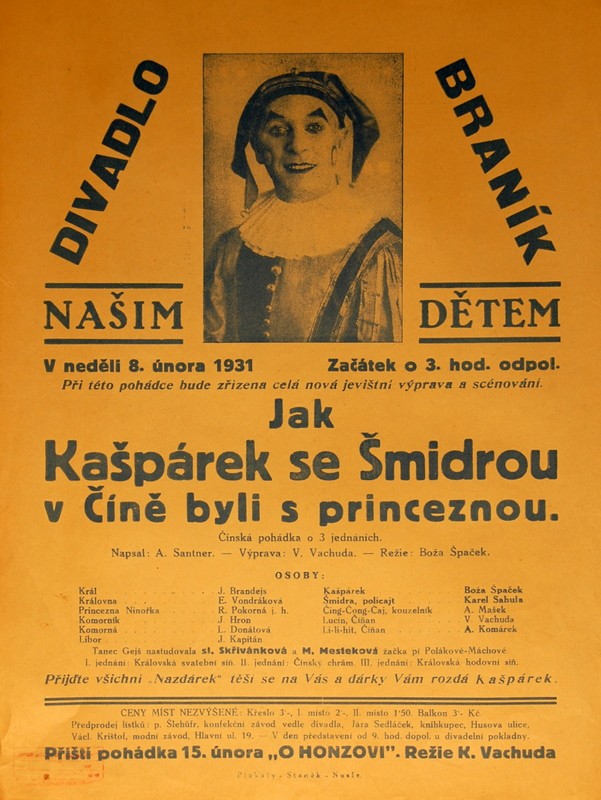 DIVADLO BRANÍK
NAŠIM DĚTEM
V neděli 8. února 1931 Začátek o 3. hod. odpol.
Při této pohádce bude zřízena celá nová jevištní výprava a scénování.
Jak
Kašpárek se Šmidrou
v Číně byli s princeznou.
Čínská pohádka o 3 jednáních.
Napsal: A. Santner. — Výprava: V. Vachuda. — Režie: Boža Špaček.
OSOBY:
Král J. Brandejs Kašpárek Boža Špaček
Královna E. Vondráková Šmidra, policajt Karel Sahula
Princezna Ninořka R. Pokorná j. h. Čing-Čong-Čaj, kouzelník A. Mašek
Komorník J. Hron Lucin, Číňan V. Vachuda
Komorná L. Donátová Li-li-hit, Číňan A. Komárek
Libor J. Kapitán
Tanec Gejš nastudovala sl. Skřivánková a M. Mesteková žačka pí Polákové-Máchové.
I. jednání: Královská svatební síň. II. jednání: Čínský chrám. III. jednání: Královská hodovní síň.
Přijďte všichni „Nazdárek" těší se na Vás a dárky Vám rozdá Kašpárek.
CENY MÍST NEZVÝŠENÉ: Křeslo 3·-, I. místo 2·-, II. místo 1·50. Balkon 3·- Kč.
Předprodej lístků: p. Šlehůfr, konfekční závod vedle divadla, Jára Sedláček, knihkupec, Husova ulice,
Václ. Krištof, modní závod, Hlavní ul. 19. — V den představení od 9. hod. dopol. u divadelní pokladny.
Příští pohádka 15. února „O HONZOVI". Režie K. Vachuda
Plakáty - Staněk - Nusle.